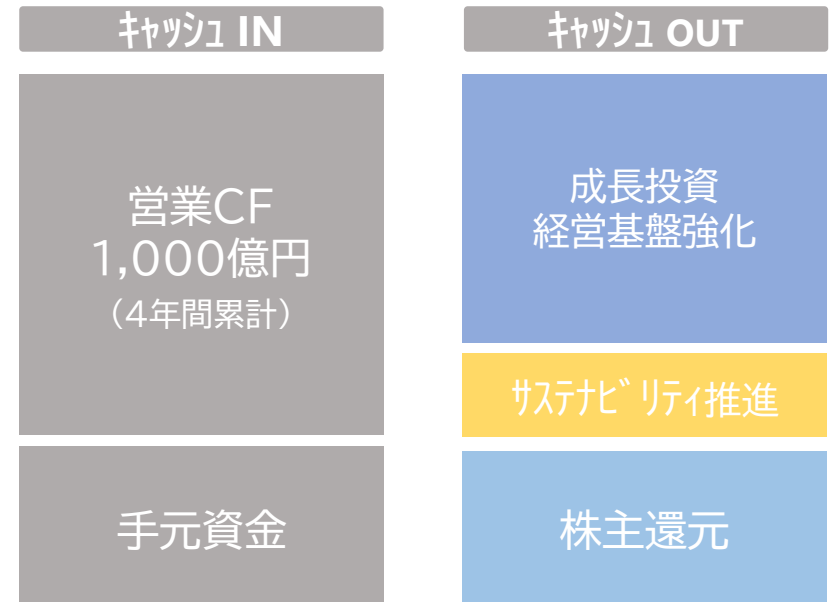 ｷｬｯｼｭ IN
営業CF
1,000億円
（4年間累計）
手元資金
ｷｬｯｼｭ OUT
成長投資
経営基盤強化
ｻｽﾃﾅﾋﾞﾘﾃｨ推進
株主還元